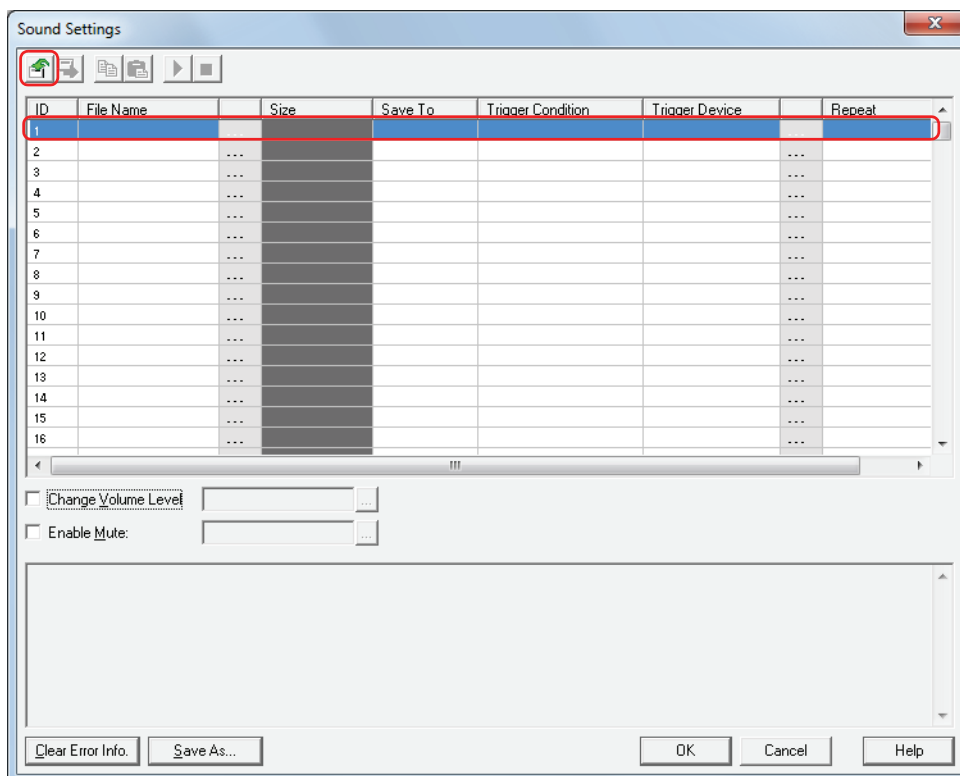 Sound Settings
ID File Name Size Save To Trigger Condition Trigger Device Repeat
1 ... ...
2 ... ...
3 ... ...
4 ... ...
5 ... ...
6 ... ...
7 ... ...
8 ... ...
9 ... ...
10 ... ...
11 ... ...
12 ... ...
13 ... ...
14 ... ...
15 ... ...
16 ... ...
Change Volume Level ...
Enable Mute: ...
Clear Error Info. Save As... OK Cancel Help